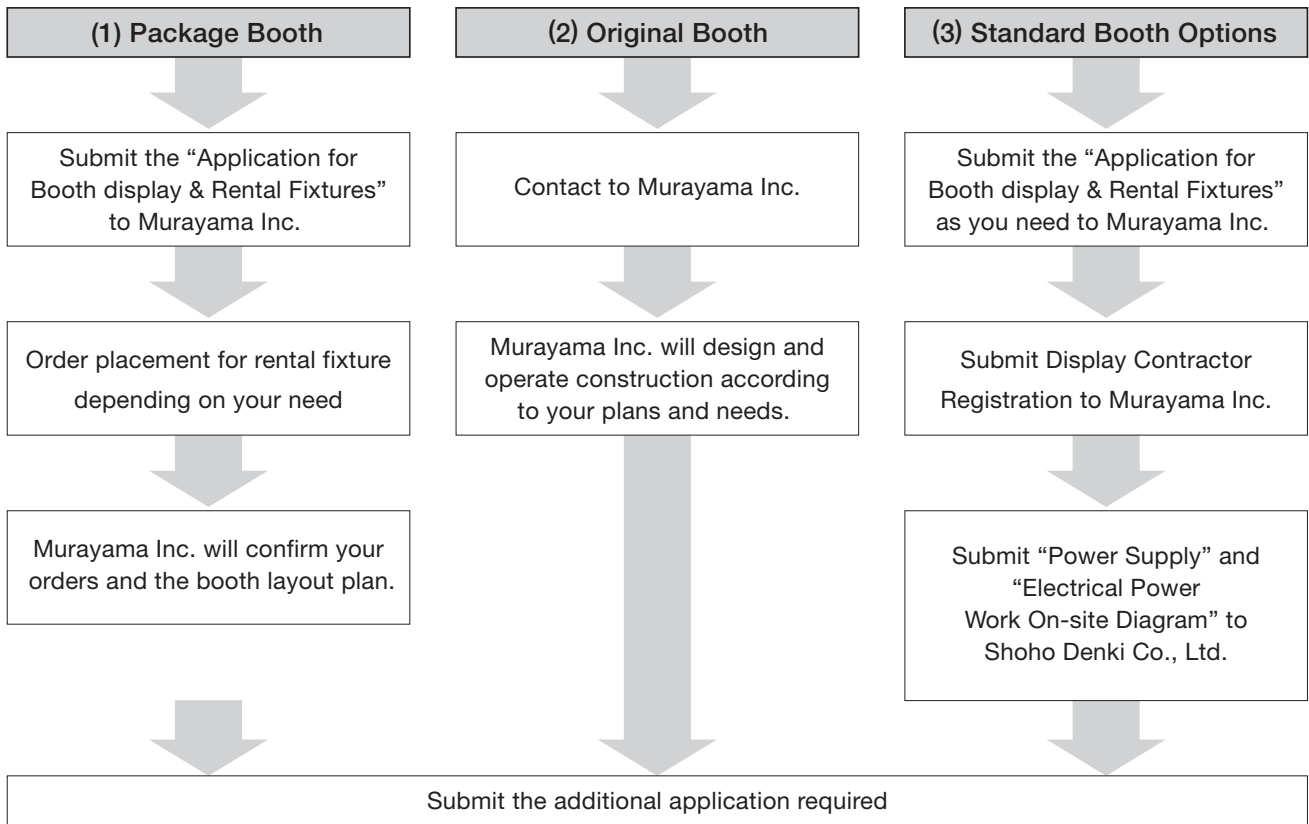 (1) Package Booth
Submit the “Application for
Booth display & Rental Fixtures”
to Murayama Inc.
Order placement for rental fixture
depending on your need
Murayama Inc. will confirm your
orders and the booth layout plan.
(2) Original Booth
Contact to Murayama Inc.
Murayama Inc. will design and
operate construction according
to your plans and needs.
(3) Standard Booth Options
Submit the “Application for
Booth display & Rental Fixtures”
as you need to Murayama Inc.
Submit Display Contractor
Registration to Murayama Inc.
Submit “Power Supply” and
“Electrical Power
Work On-site Diagram” to
Shoho Denki Co., Ltd.
Submit the additional application required